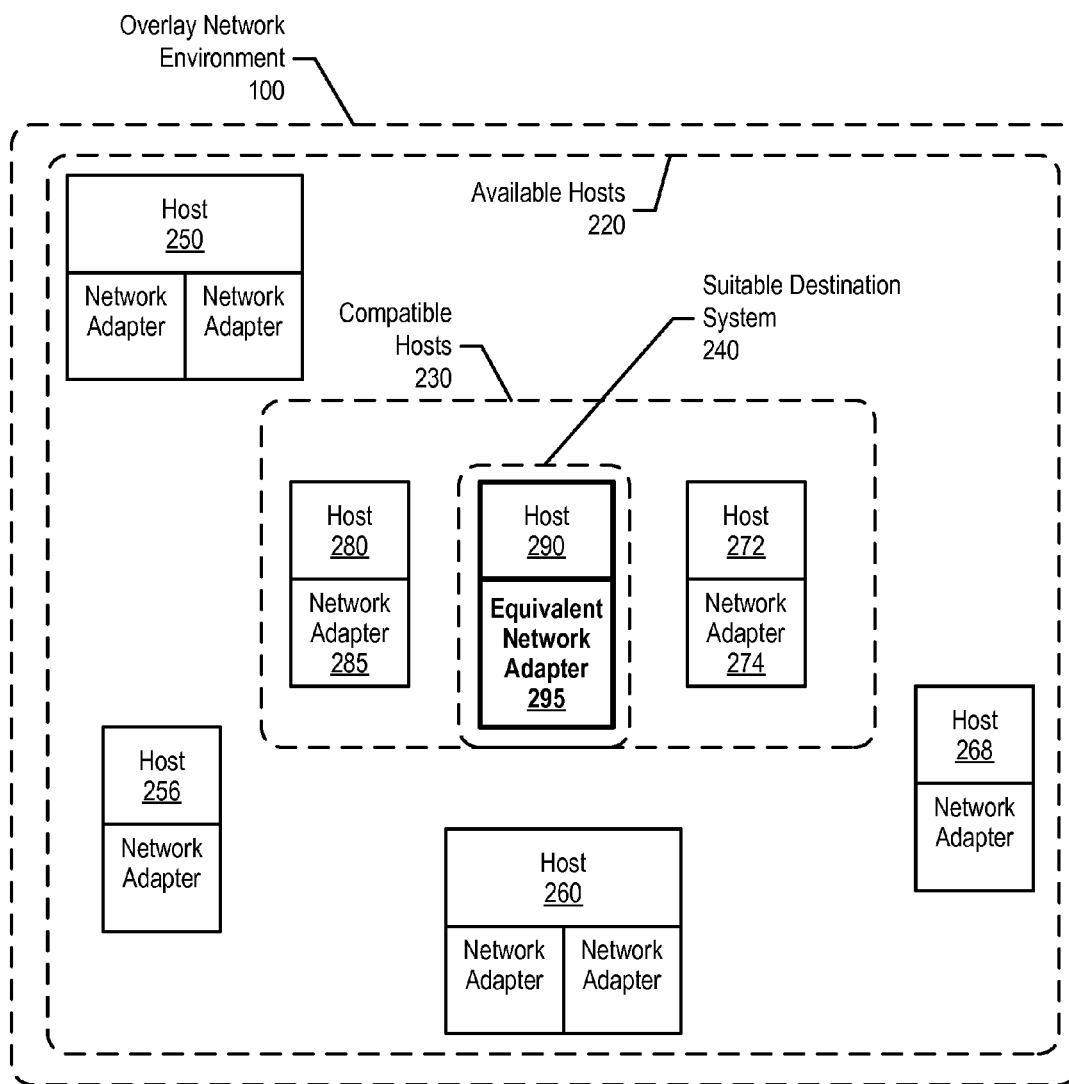 Overlay Network
Environment
100
Available Hosts
220
Host
250
Network
Adapter
Network
Adapter
Suitable Destination
System
240
Compatible
Hosts
230
Host
280
Network
Adapter
285
Host
290
Equivalent
Network
Adapter
295
Host
272
Network
Adapter
274
Host
256
Network
Adapter
Host
268
Network
Adapter
Host
260
Network
Adapter
Network
Adapter